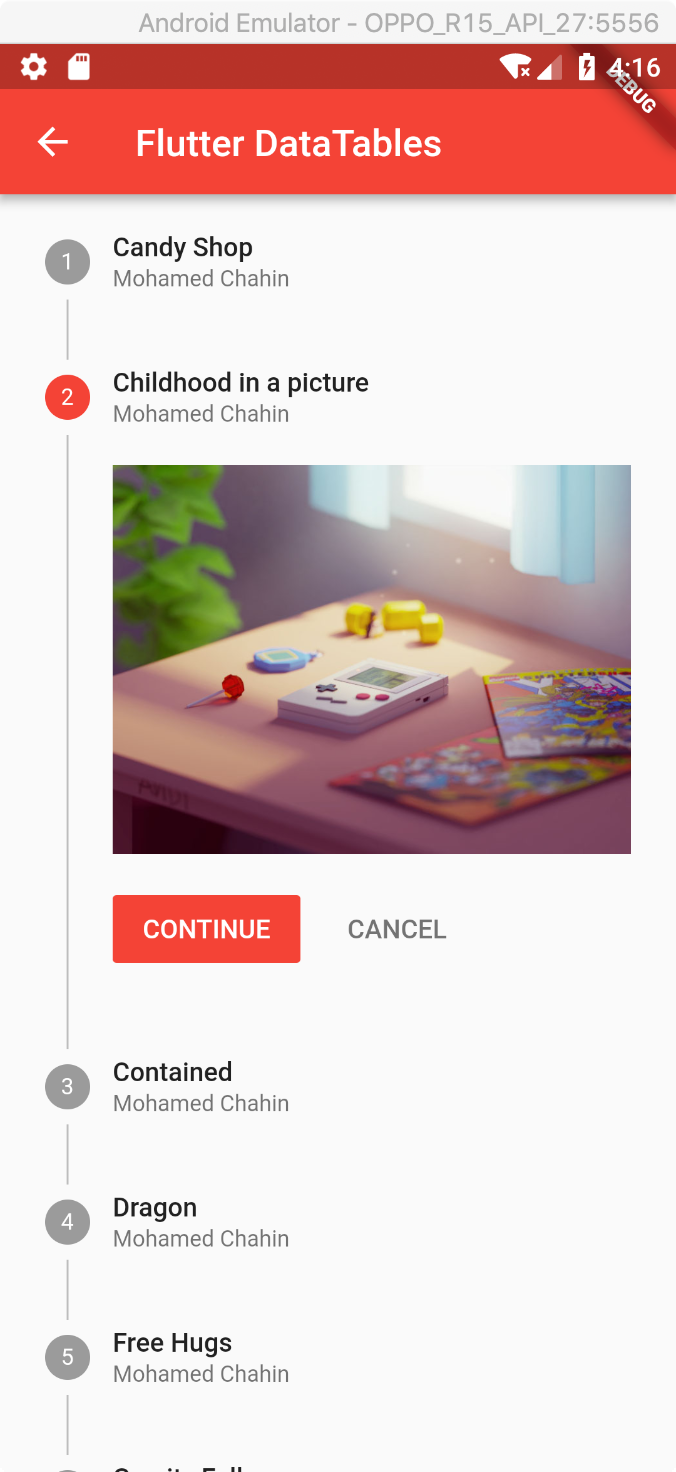 Android Emulator - OPPO_R15_API_27:5556
4:16
DEBUG
Flutter DataTables
1
Candy Shop
Mohamed Chahin
2
Childhood in a picture
Mohamed Chahin
CONTINUE
CANCEL
3
Contained
Mohamed Chahin
4
Dragon
Mohamed Chahin
5
Free Hugs
Mohamed Chahin